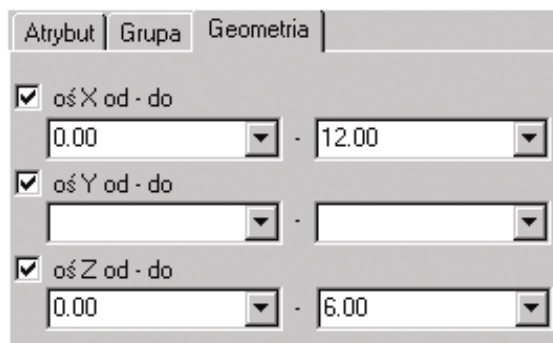 Atrybut Grupa Geometria
oś X od - do
0.00 - 12.00
oś Y od - do
-
oś Z od - do
0.00 - 6.00